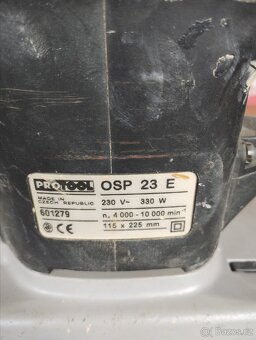 PROTOOL OSP 23 E
MADE IN
CZECH REPUBLIC 230 V~ 330 W
601279 n₀ 4 000 - 10 000 min⁻¹
CE 115 x 225 mm
bazoš.cz